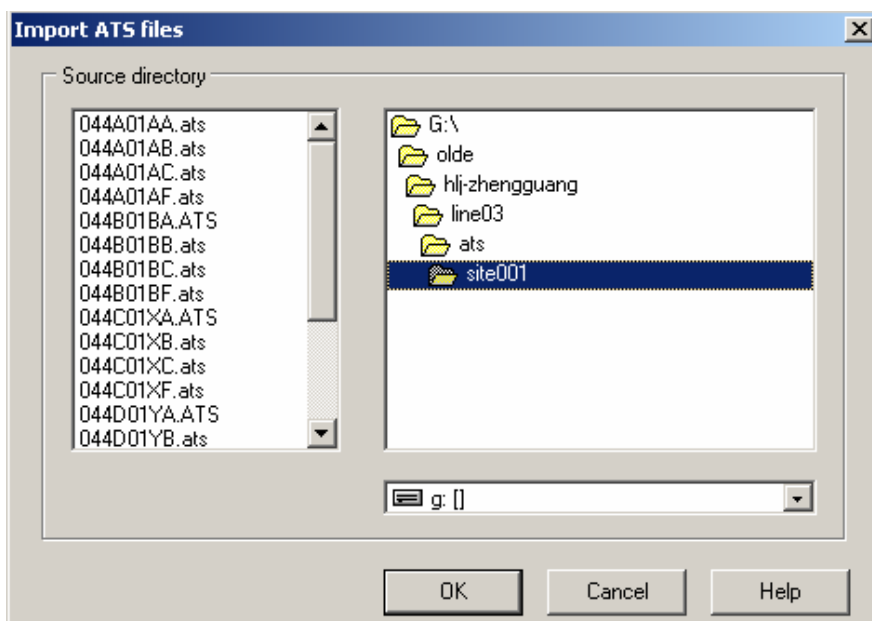 Import ATS files
Source directory
044A01AA.ats
044A01AB.ats
044A01AC.ats
044A01AF.ats
044B01BA.ATS
044B01BB.ats
044B01BC.ats
044B01BF.ats
044C01XA.ATS
044C01XB.ats
044C01XC.ats
044C01XF.ats
044D01YA.ATS
044D01YB.ats
G:\
olde
hlj-zhengguang
line03
ats
site001
g: []
OK
Cancel
Help